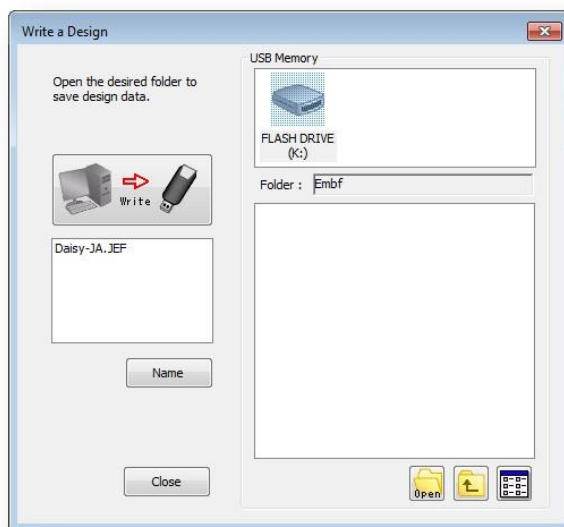 Write a Design
Open the desired folder to
save design data.
Write
Daisy-JA.JEF
Name
Close
USB Memory
FLASH DRIVE
(K:)
Folder : Embf
Open